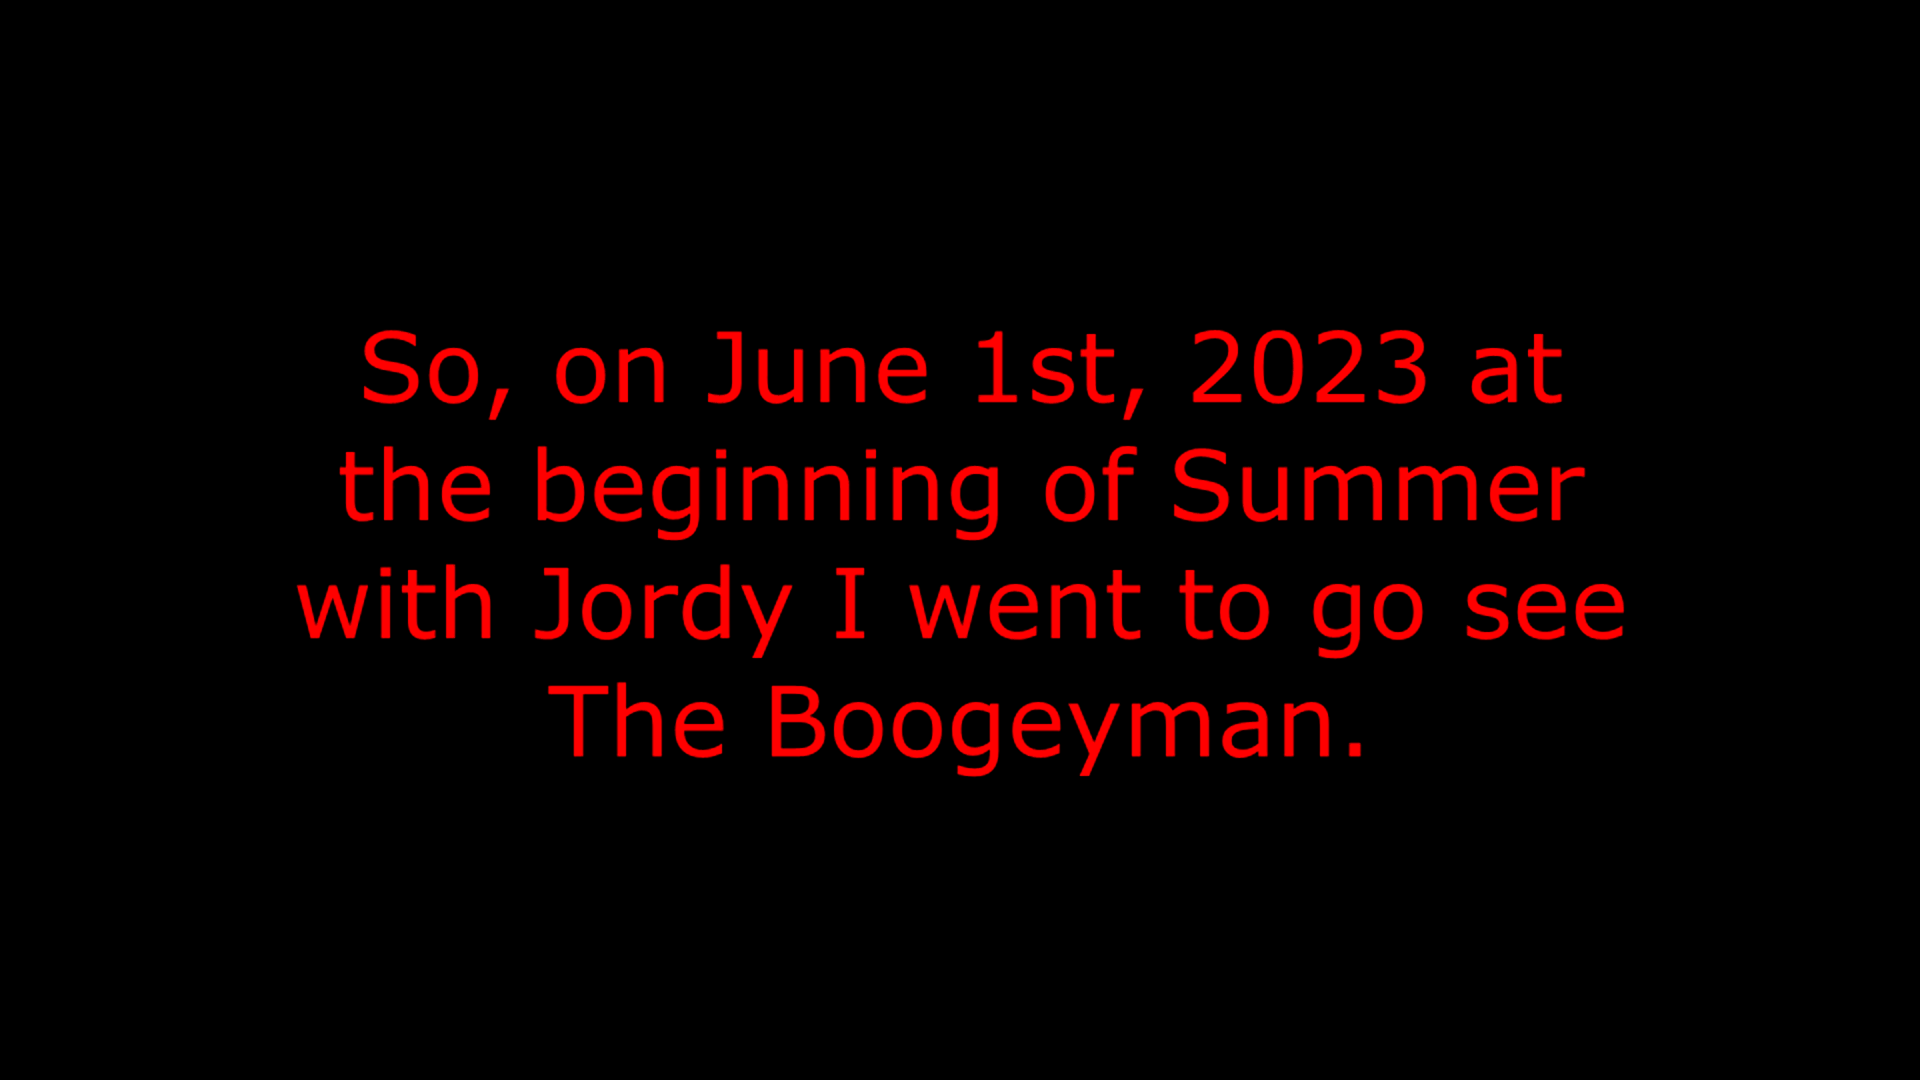 So, on June 1st, 2023 at
the beginning of Summer
with Jordy I went to go see
The Boogeyman.